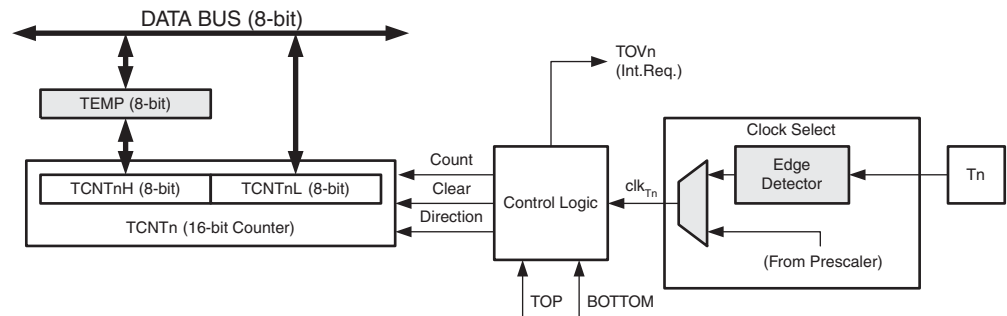 DATA BUS (8-bit)
TOVn
(Int.Req.)
TEMP (8-bit)
Clock Select
Count
Edge
Detector
Tn
TCNTnH (8-bit)
TCNTnL (8-bit)
Clear
Control Logic
clkTn
TCNTn (16-bit Counter)
Direction
(From Prescaler)
TOP
BOTTOM